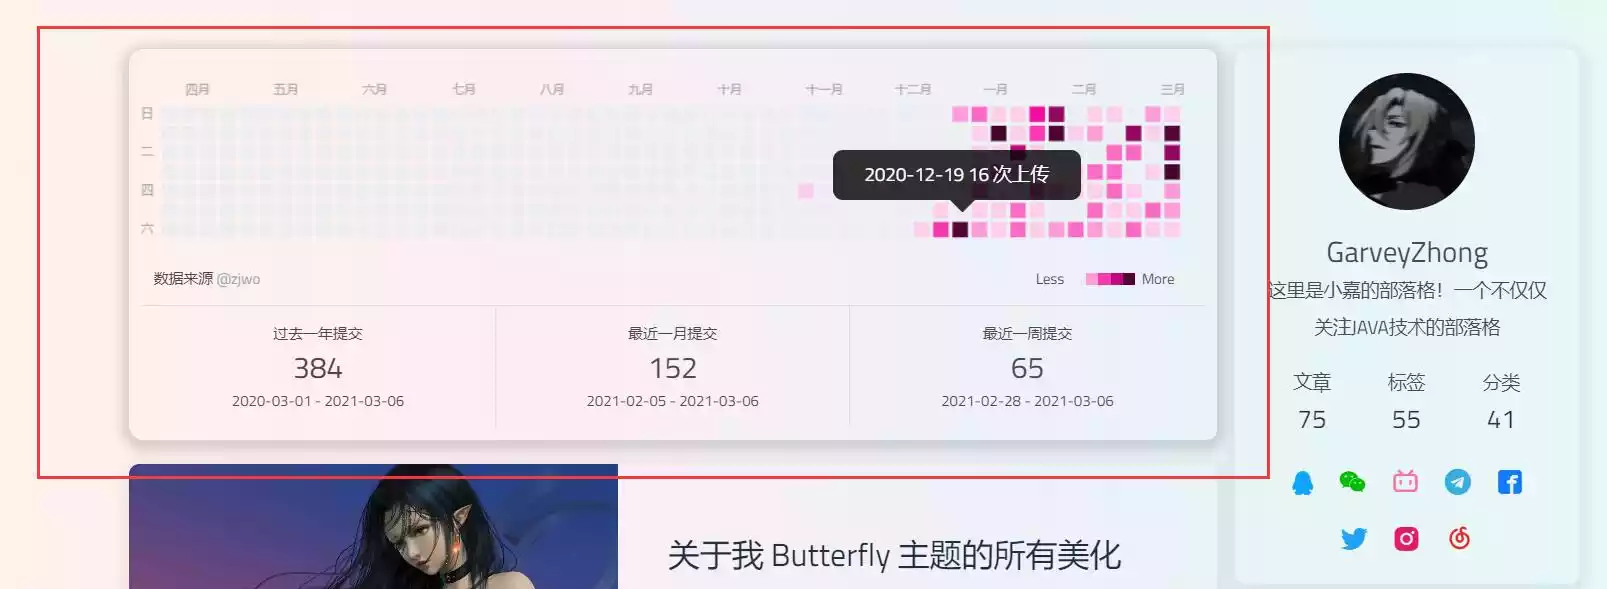 四月 五月 六月 七月 八月 九月 十月 十一月 十二月 一月 二月 三月
日
二
四
六
2020-12-19 16 次上传
数据来源 @zjwo
Less More
过去一年提交 最近一月提交 最近一周提交
384 152 65
2020-03-01 - 2021-03-06 2021-02-05 - 2021-03-06 2021-02-28 - 2021-03-06
关于我 Butterfly 主题的所有美化
GarveyZhong
这里是小嘉的部落格！一个不仅仅
关注JAVA技术的部落格
文章 标签 分类
75 55 41